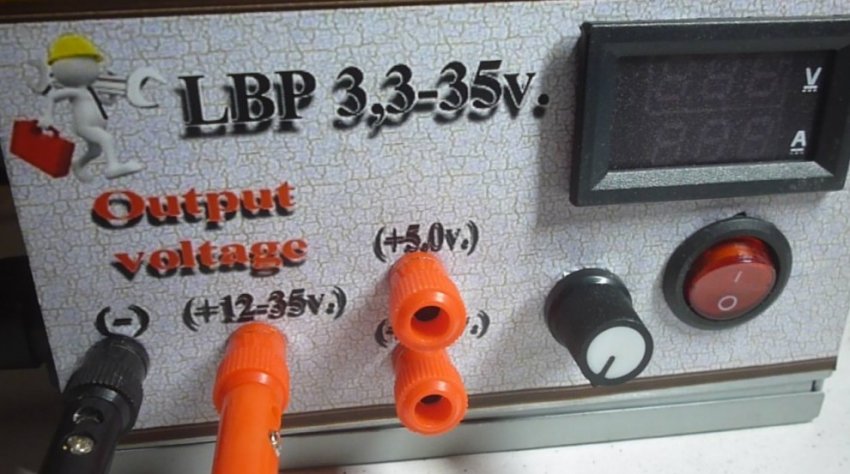 LBP 3,3-35v.
V
A
Output
voltage
(+5.0v.)
(-)
(+12-35v.)
I
O